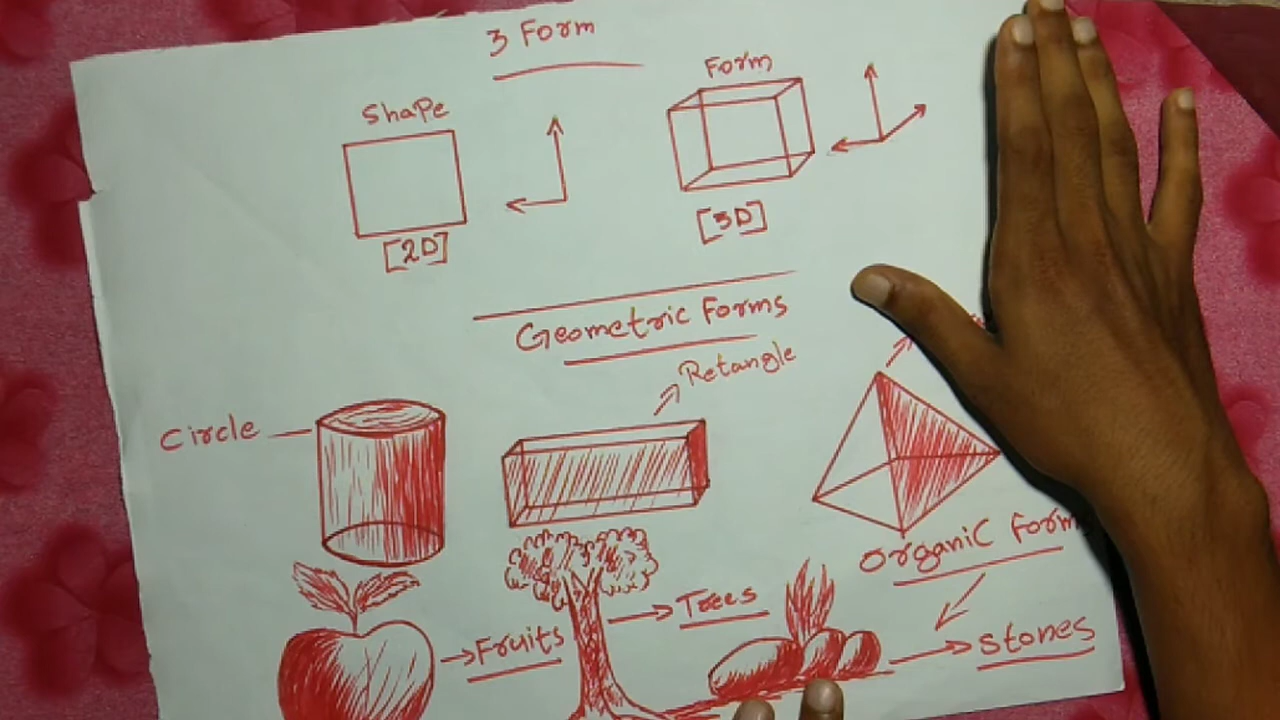 3 Form
Shape
Form
[2D]
[3D]
Geometric Forms
Retangle
Circle
Organic Form
Trees
Fruits
Stones